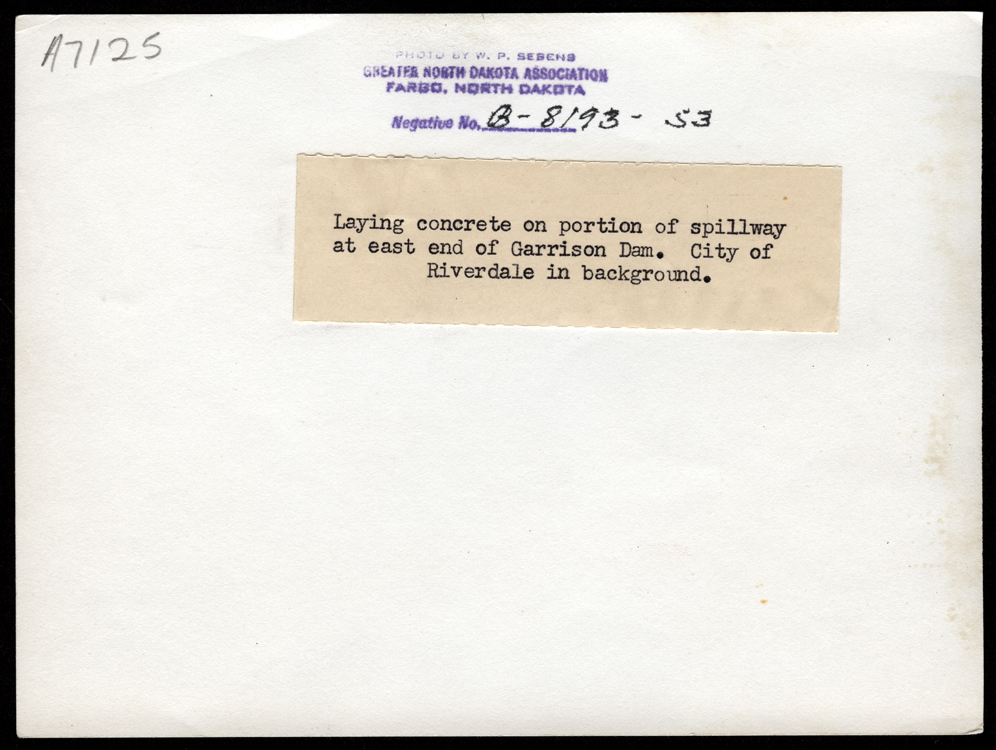 A7125
PHOTO BY W. P. SEBENS
GREATER NORTH DAKOTA ASSOCIATION
FARGO, NORTH DAKOTA
Negative No. B-8193-53
Laying concrete on portion of spillway
at east end of Garrison Dam. City of
Riverdale in background.